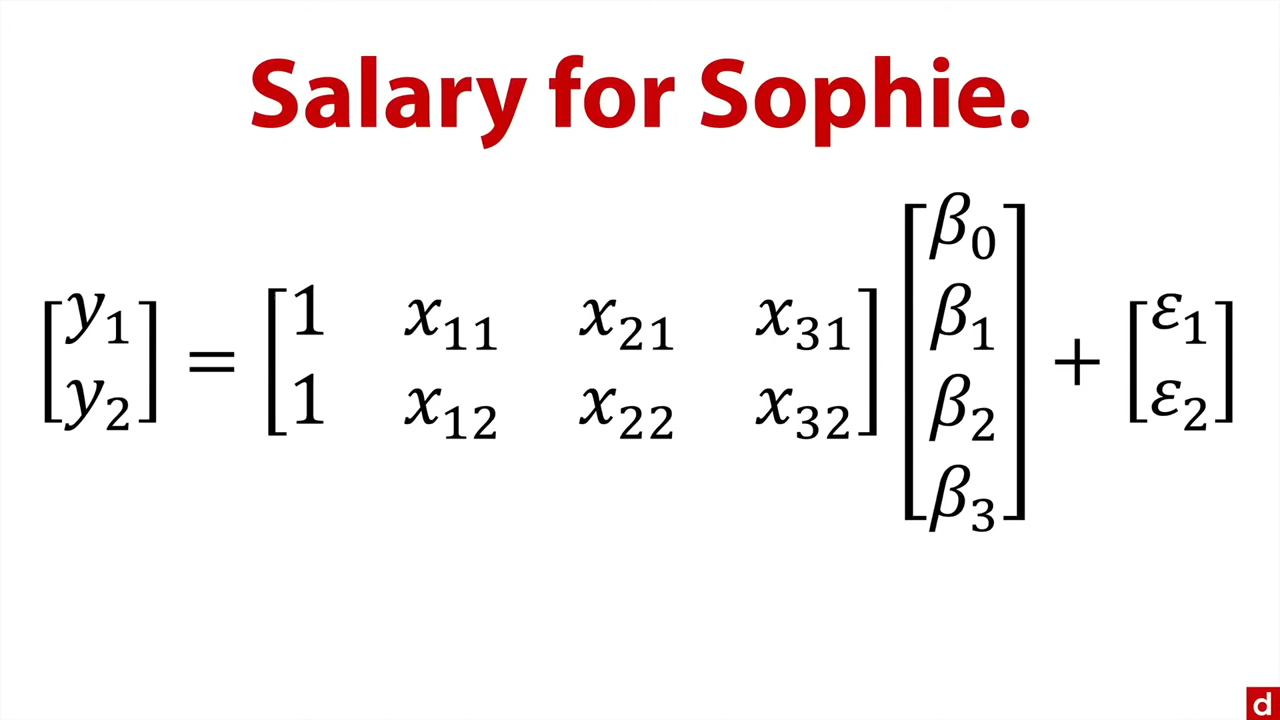 Salary for Sophie.
[y₁ y₂] = [1 x₁₁ x₂₁ x₃₁; 1 x₁₂ x₂₂ x₃₂] [β₀ β₁ β₂ β₃] + [ε₁ ε₂]
d